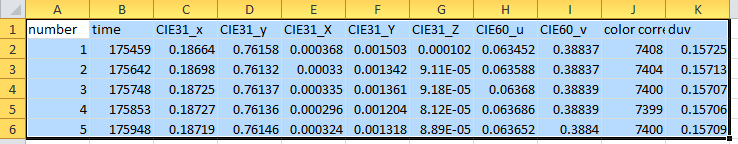 A B C D E F G H I J K
1 number time CIE31_x CIE31_y CIE31_X CIE31_Y CIE31_Z CIE60_u CIE60_v color corre duv
2 1 175459 0.18664 0.76158 0.000368 0.001503 0.000102 0.063452 0.38837 7408 0.15725
3 2 175642 0.18698 0.76132 0.00033 0.001342 9.11E-05 0.063588 0.38837 7404 0.15713
4 3 175748 0.18725 0.76137 0.000335 0.001361 9.18E-05 0.06368 0.38839 7400 0.15707
5 4 175853 0.18727 0.76136 0.000296 0.001204 8.12E-05 0.063686 0.38839 7399 0.15706
6 5 175948 0.18719 0.76146 0.000324 0.001318 8.89E-05 0.063652 0.3884 7400 0.15709